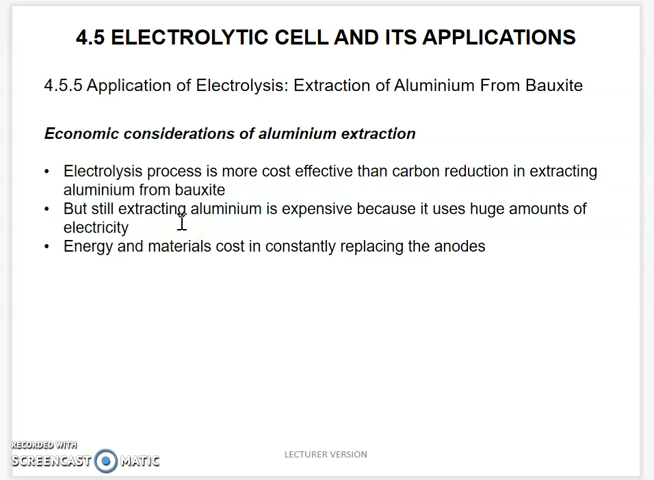 4.5 ELECTROLYTIC CELL AND ITS APPLICATIONS
4.5.5 Application of Electrolysis: Extraction of Aluminium From Bauxite
Economic considerations of aluminium extraction
• Electrolysis process is more cost effective than carbon reduction in extracting
aluminium from bauxite
• But still extracting aluminium is expensive because it uses huge amounts of
electricity
• Energy and materials cost in constantly replacing the anodes
RECORDED WITH
SCREENCAST MATIC
LECTURER VERSION